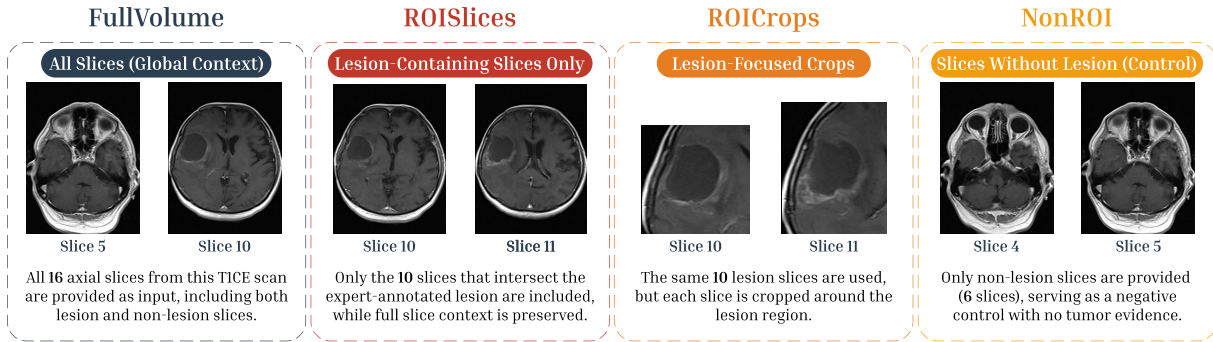 FullVolume
All Slices (Global Context)
Slice 5
Slice 10
All 16 axial slices from this T1CE scan
are provided as input, including both
lesion and non-lesion slices.
ROISlices
Lesion-Containing Slices Only
Slice 10
Slice 11
Only the 10 slices that intersect the
expert-annotated lesion are included,
while full slice context is preserved.
ROICrops
Lesion-Focused Crops
Slice 10
Slice 11
The same 10 lesion slices are used,
but each slice is cropped around the
lesion region.
NonROI
Slices Without Lesion (Control)
Slice 4
Slice 5
Only non-lesion slices are provided
(6 slices), serving as a negative
control with no tumor evidence.